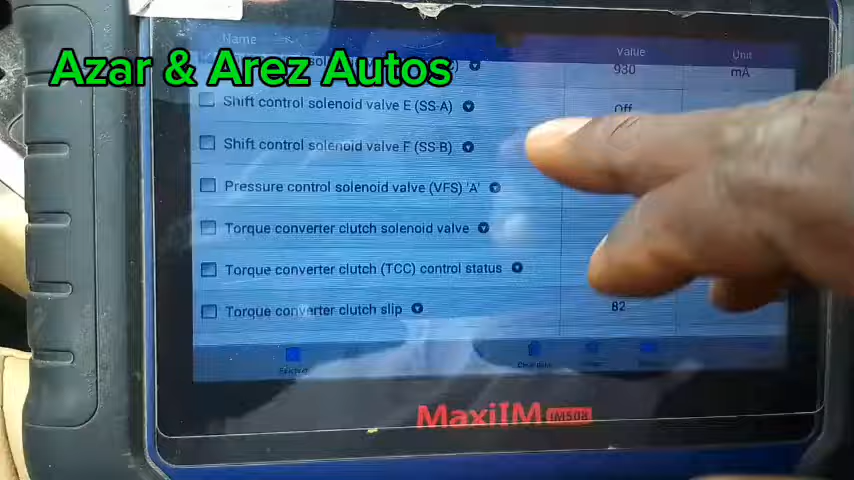 Name
Value
Unit
Azar & Arez Autos
930
mA
Shift control solenoid valve E (SS-A)
Off
Shift control solenoid valve F (SS-B)
Pressure control solenoid valve (VFS) 'A'
Torque converter clutch solenoid valve
Torque converter clutch (TCC) control status
Torque converter clutch slip
82
MaxiIM IM508